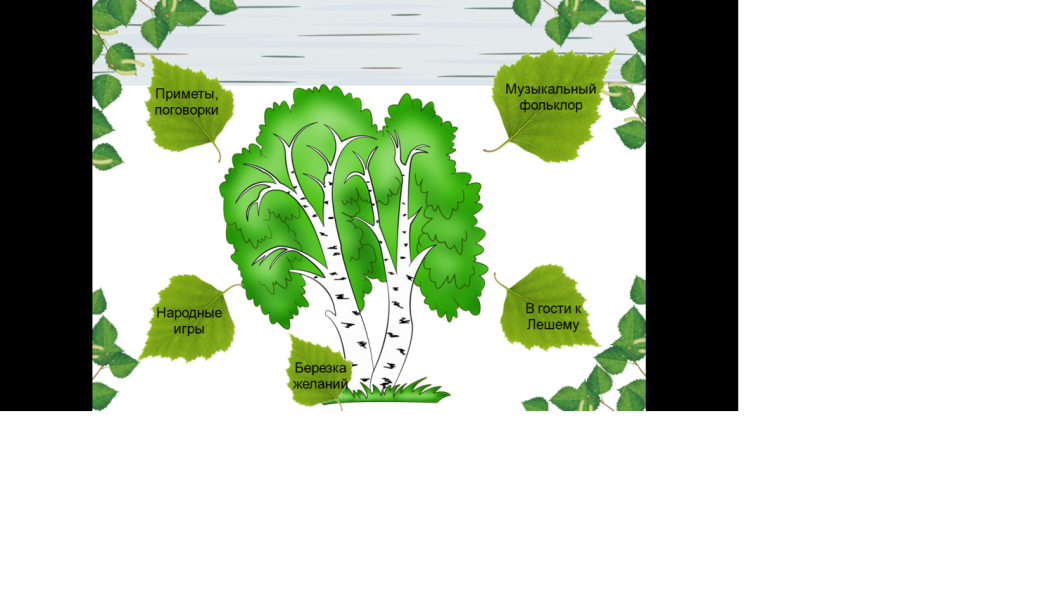 Приметы,
поговорки
Музыкальный
фольклор
Народные
игры
В гости к
Лешему
Березка
желаний